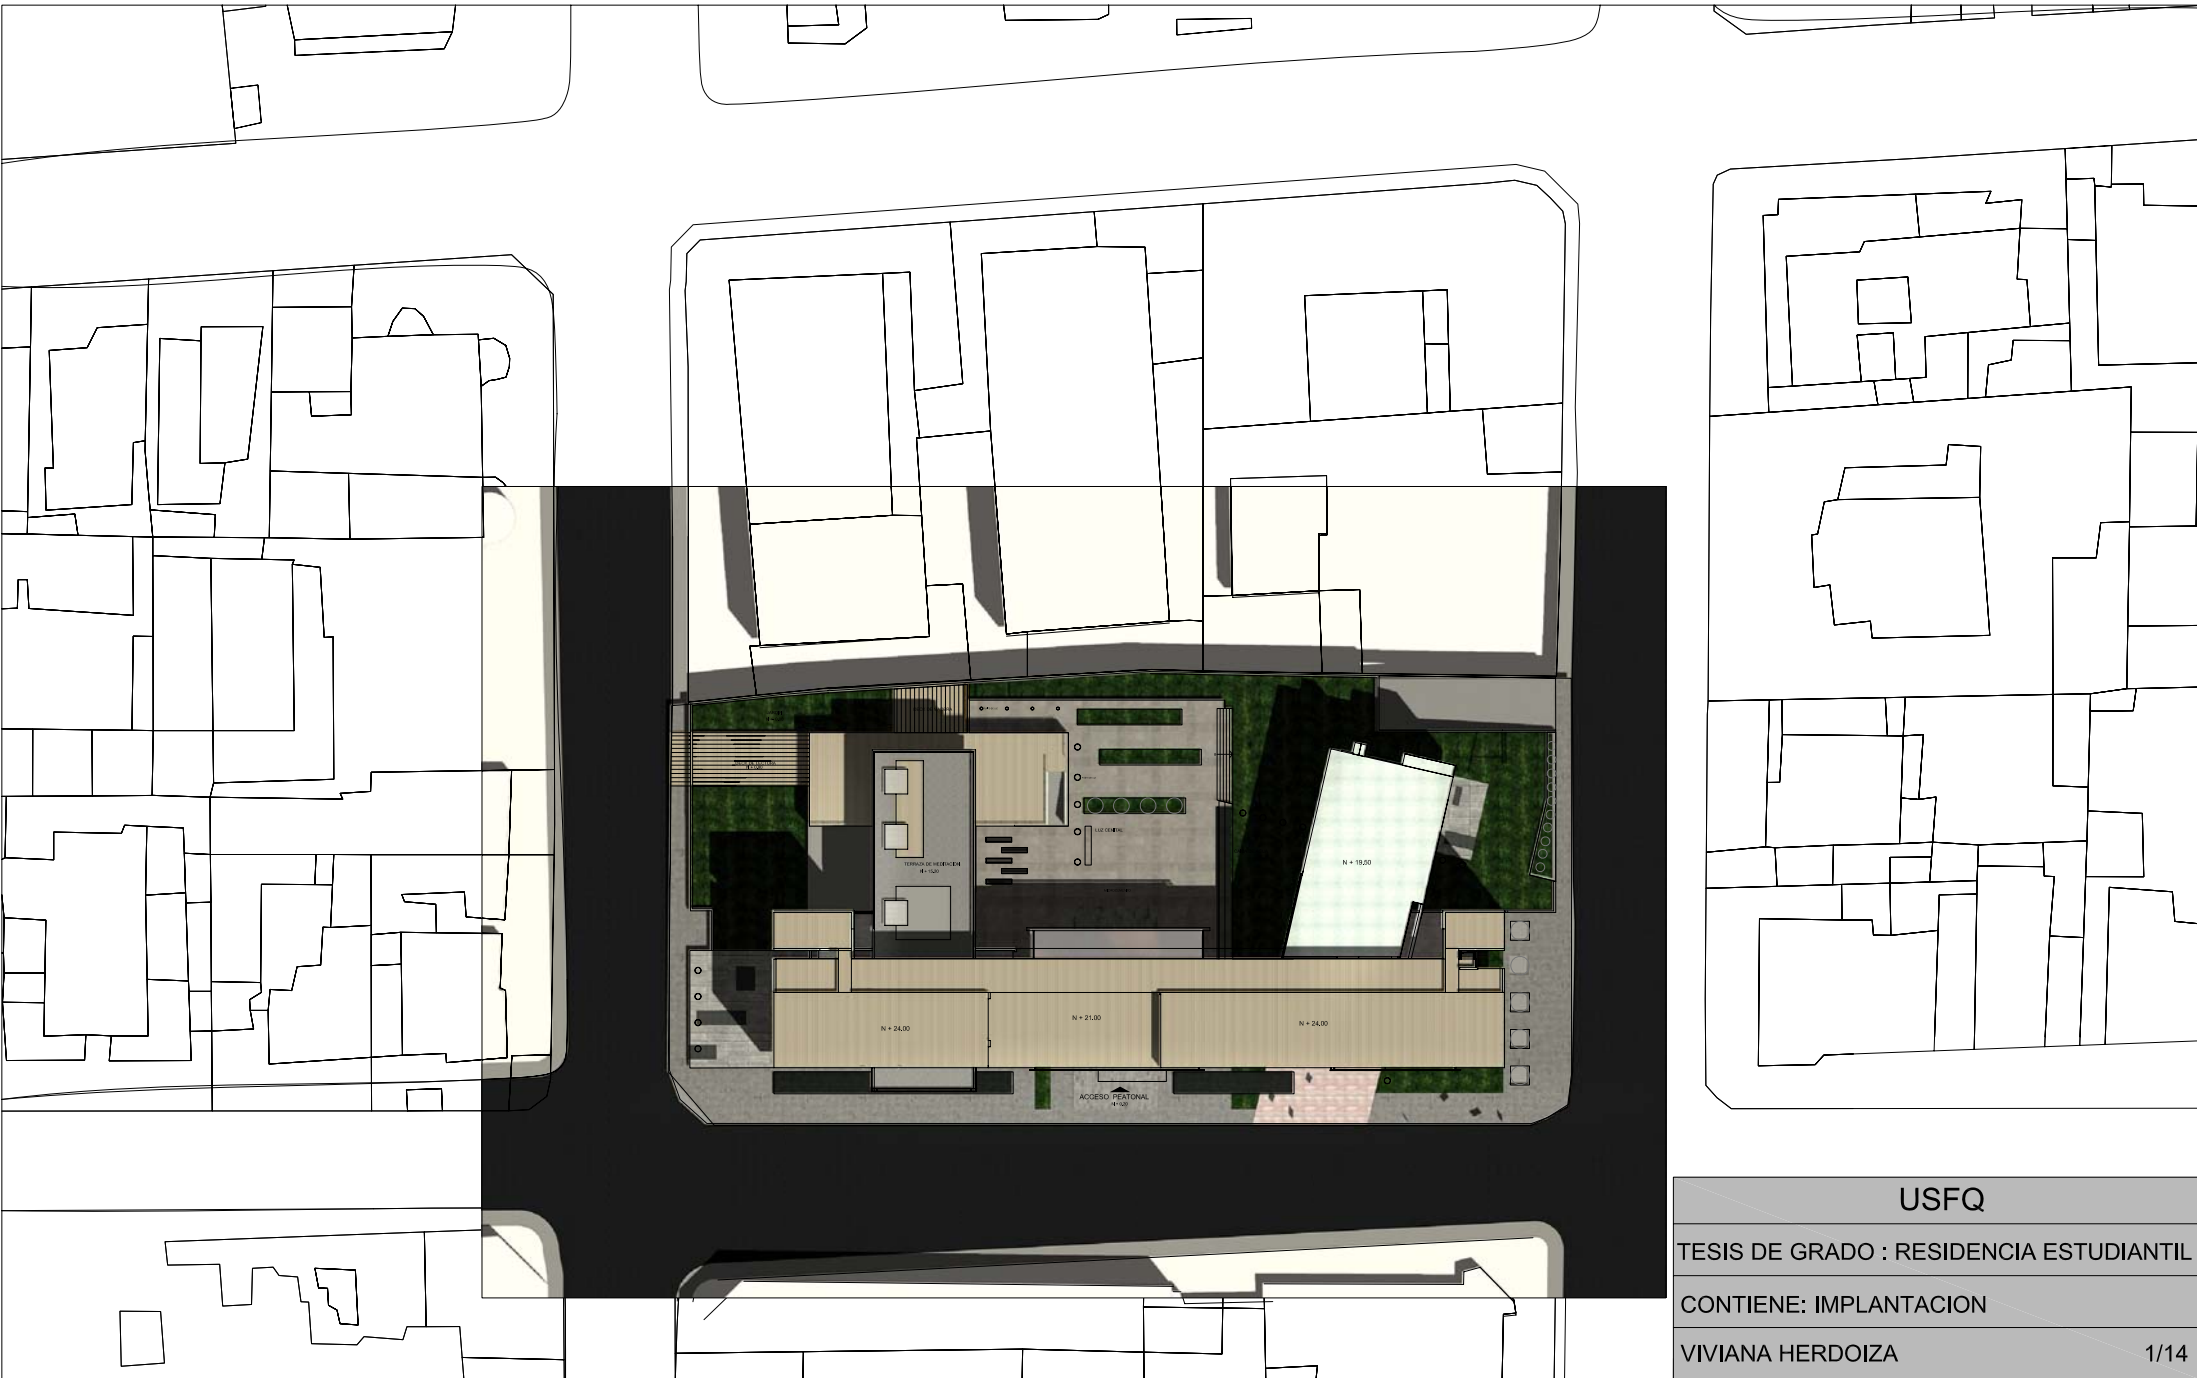 LUZ CENITAL
N + 19,50
TERRAZA DE MEDITACION
N + 24,00
N + 21,00
N + 24,00
ACCESO PEATONAL
USFQ
TESIS DE GRADO : RESIDENCIA ESTUDIANTIL
CONTIENE: IMPLANTACION
VIVIANA HERDOIZA 1/14